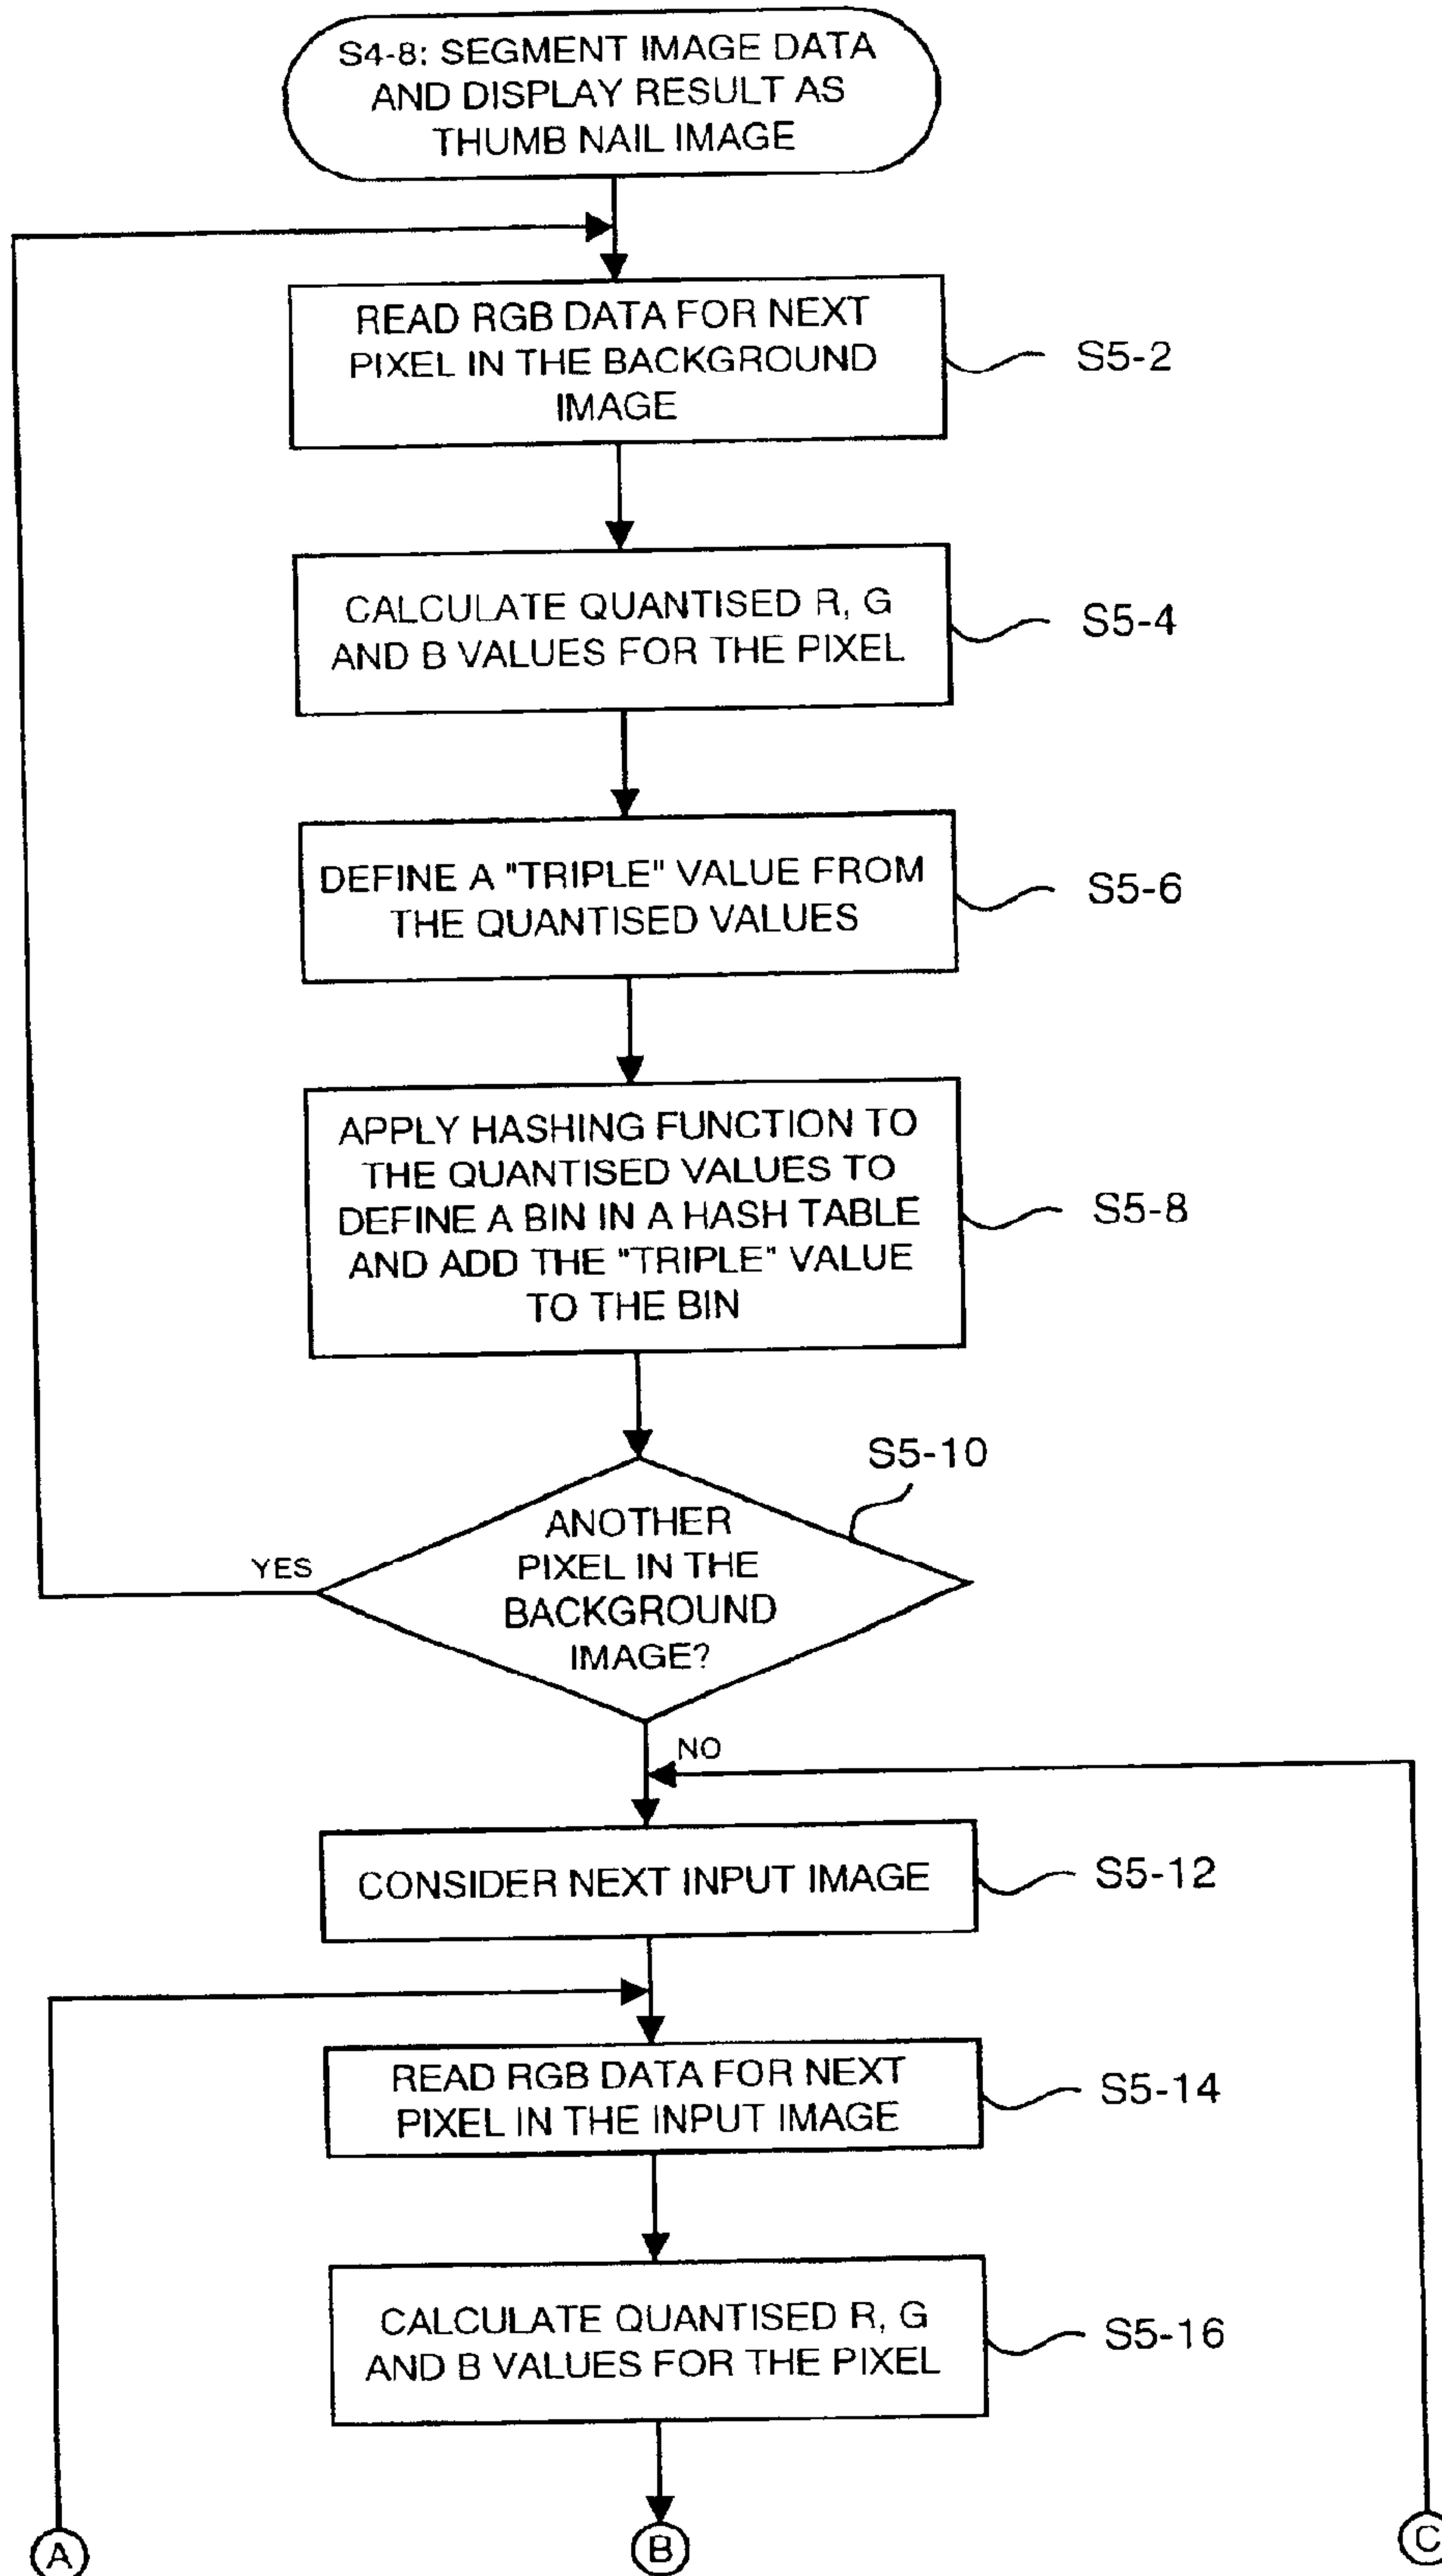 S4-8: SEGMENT IMAGE DATA
AND DISPLAY RESULT AS
THUMB NAIL IMAGE
READ RGB DATA FOR NEXT
PIXEL IN THE BACKGROUND
IMAGE
S5-2
CALCULATE QUANTISED R, G
AND B VALUES FOR THE PIXEL
S5-4
DEFINE A "TRIPLE" VALUE FROM
THE QUANTISED VALUES
S5-6
APPLY HASHING FUNCTION TO
THE QUANTISED VALUES TO
DEFINE A BIN IN A HASH TABLE
AND ADD THE "TRIPLE" VALUE
TO THE BIN
S5-8
S5-10
ANOTHER
PIXEL IN THE
BACKGROUND
IMAGE?
YES
NO
CONSIDER NEXT INPUT IMAGE
S5-12
READ RGB DATA FOR NEXT
PIXEL IN THE INPUT IMAGE
S5-14
CALCULATE QUANTISED R, G
AND B VALUES FOR THE PIXEL
S5-16
A
B
C